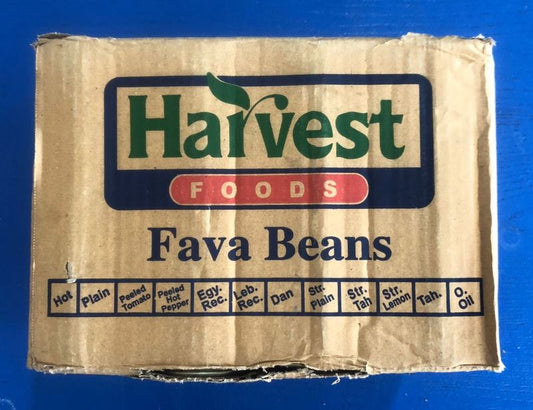 Harvest
FOODS
Fava Beans
Hot Plain Peeled Tomato Peeled Hot Pepper Egy. Rec. Leb. Rec. Dan Str. Plain Str. Tah Str. Lemon Tah. O. Oil